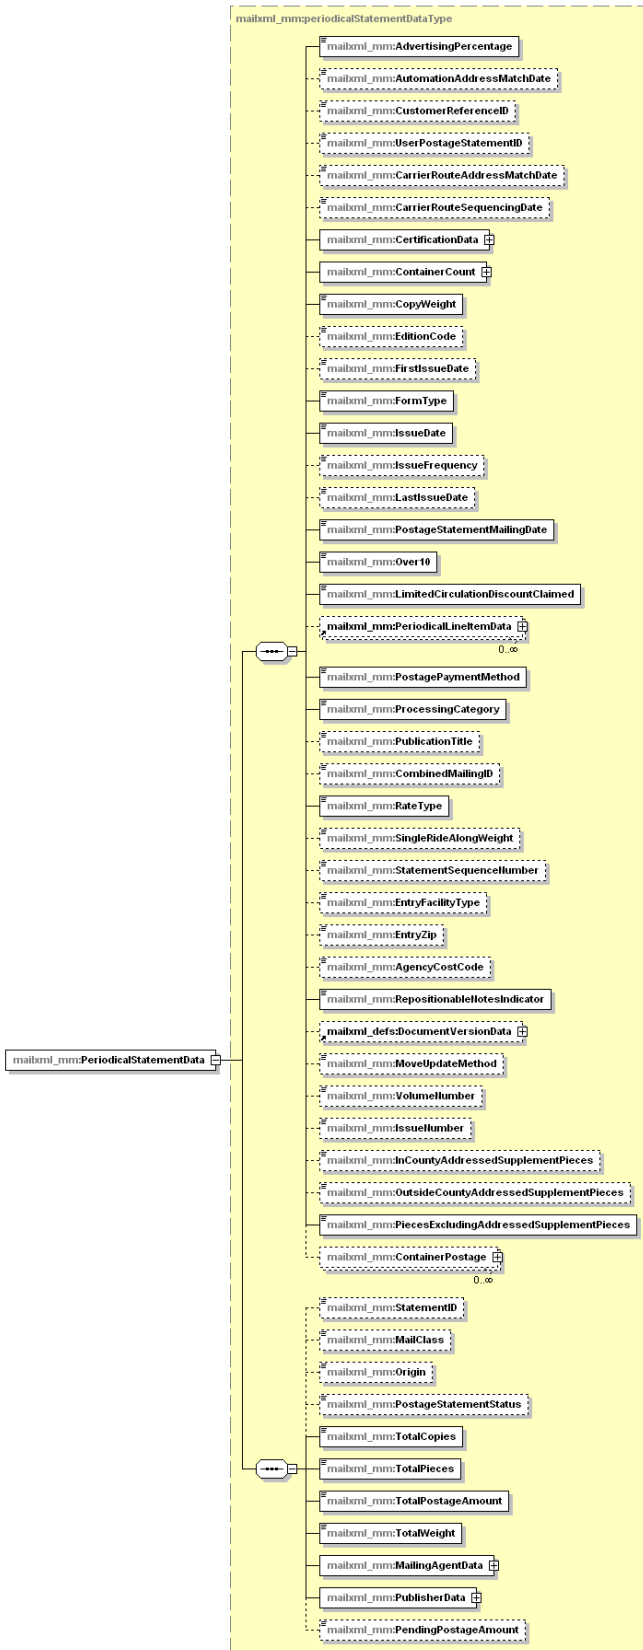 mailxml_mm:periodicalStatementDataType
mailxml_mm:AdvertisingPercentage
mailxml_mm:AutomationAddressMatchDate
mailxml_mm:CustomerReferenceID
mailxml_mm:UserPostageStatementID
mailxml_mm:CarrierRouteAddressMatchDate
mailxml_mm:CarrierRouteSequencingDate
mailxml_mm:CertificationData
mailxml_mm:ContainerCount
mailxml_mm:CopyWeight
mailxml_mm:EditionCode
mailxml_mm:FirstIssueDate
mailxml_mm:FormType
mailxml_mm:IssueDate
mailxml_mm:IssueFrequency
mailxml_mm:LastIssueDate
mailxml_mm:PostageStatementMailingDate
mailxml_mm:Over10
mailxml_mm:LimitedCirculationDiscountClaimed
mailxml_mm:PeriodicalLineItemData
0..∞
mailxml_mm:PostagePaymentMethod
mailxml_mm:ProcessingCategory
mailxml_mm:PublicationTitle
mailxml_mm:CombinedMailingID
mailxml_mm:RateType
mailxml_mm:SingleRideAlongWeight
mailxml_mm:StatementSequenceNumber
mailxml_mm:EntryFacilityType
mailxml_mm:EntryZip
mailxml_mm:AgencyCostCode
mailxml_mm:RepositionableNotesIndicator
mailxml_defs:DocumentVersionData
mailxml_mm:PeriodicalStatementData
mailxml_mm:MoveUpdateMethod
mailxml_mm:VolumeNumber
mailxml_mm:IssueNumber
mailxml_mm:InCountyAddressedSupplementPieces
mailxml_mm:OutsideCountyAddressedSupplementPieces
mailxml_mm:PiecesExcludingAddressedSupplementPieces
mailxml_mm:ContainerPostage
0..∞
mailxml_mm:StatementID
mailxml_mm:MailClass
mailxml_mm:Origin
mailxml_mm:PostageStatementStatus
mailxml_mm:TotalCopies
mailxml_mm:TotalPieces
mailxml_mm:TotalPostageAmount
mailxml_mm:TotalWeight
mailxml_mm:MailingAgentData
mailxml_mm:PublisherData
mailxml_mm:PendingPostageAmount